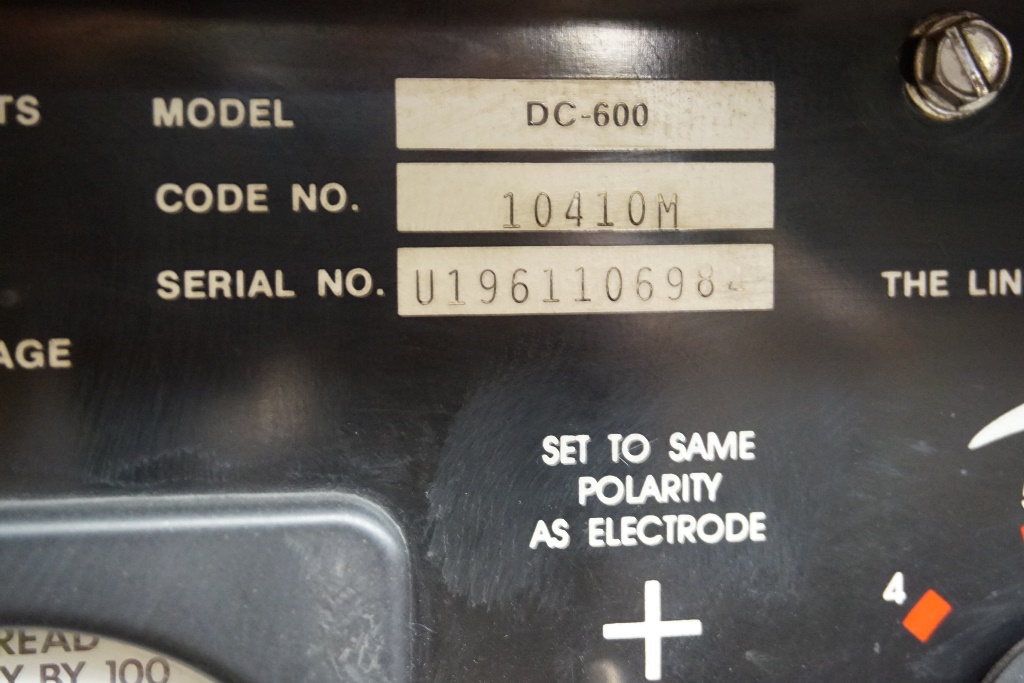 TS
MODEL DC-600
CODE NO. 10410M
SERIAL NO.
THE LIN
AGE
SET TO SAME
POLARITY
AS ELECTRODE
+
4
READ
Y BY 100